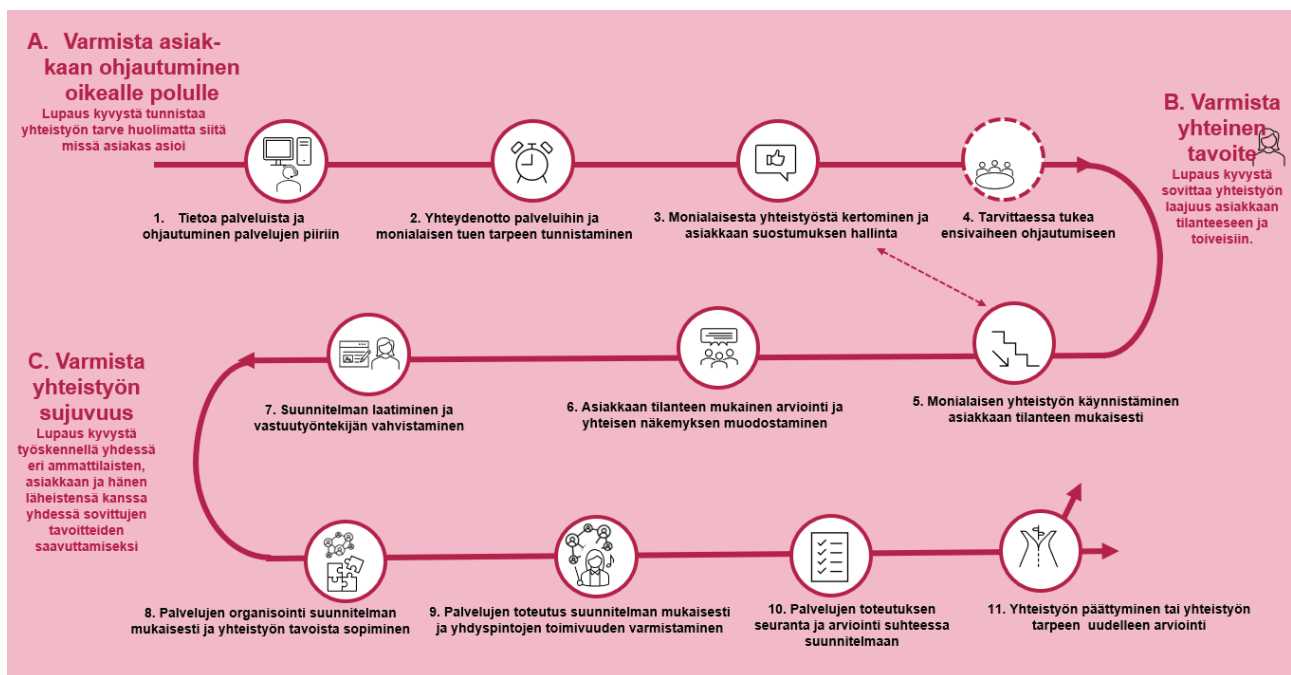 A. Varmista asiak-
kaan ohjautuminen
oikealle polulle
Lupaus kyvystä tunnistaa
yhteistyön tarve huolimatta siitä
missä asiakas asioi
1. Tietoa palveluista ja
ohjautuminen palvelujen piiriin
2. Yhteydenotto palveluihin ja
monialaisen tuen tarpeen tunnistaminen
3. Monialaisesta yhteistyöstä kertominen ja
asiakkaan suostumuksen hallinta
4. Tarvittaessa tukea
ensivaiheen ohjautumiseen
B. Varmista
yhteinen
tavoite
Lupaus kyvystä
sovittaa yhteistyön
laajuus asiakkaan
tilanteeseen ja
toiveisiin.
5. Monialaisen yhteistyön käynnistäminen
asiakkaan tilanteen mukaisesti
6. Asiakkaan tilanteen mukainen arviointi ja
yhteisen näkemyksen muodostaminen
7. Suunnitelman laatiminen ja
vastuutyöntekijän vahvistaminen
C. Varmista
yhteistyön
sujuvuus
Lupaus kyvystä
työskennellä yhdessä
eri ammattilaisten,
asiakkaan ja hänen
läheistensä kanssa
yhdessä sovittujen
tavoitteiden
saavuttamiseksi
8. Palvelujen organisointi suunnitelman
mukaisesti ja yhteistyön tavoista sopiminen
9. Palvelujen toteutus suunnitelman mukaisesti
ja yhdyspintojen toimivuuden varmistaminen
10. Palvelujen toteutuksen
seuranta ja arviointi suhteessa
suunnitelmaan
11. Yhteistyön päättyminen tai yhteistyön
tarpeen uudelleen arviointi